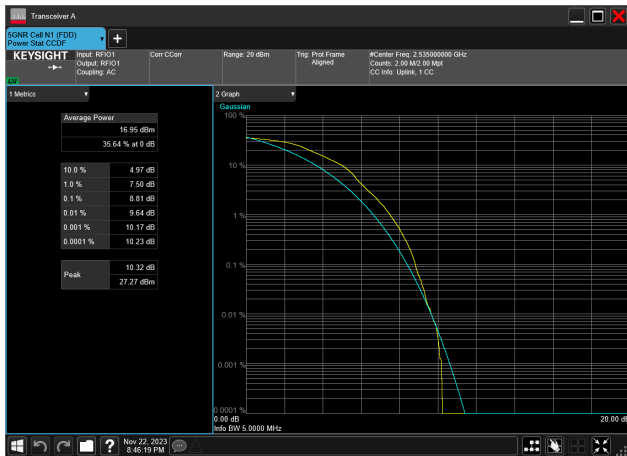 Transceiver A
5GNR Cell N1 (FDD)
Power Stat CCDF
KEYSIGHT
LXI
Input: RFIO1
Output: RFIO1
Coupling: AC
Corr CCorr
Range: 20 dBm
Trig: Prot Frame
Aligned
#Center Freq: 2.535000000 GHz
Counts: 2.00 M/2.00 Mpt
CC Info: Uplink, 1 CC
1 Metrics
Average Power
16.95 dBm
35.64 % at 0 dB
10.0 % 4.97 dB
1.0 % 7.50 dB
0.1 % 8.81 dB
0.01 % 9.64 dB
0.001 % 10.17 dB
0.0001 % 10.23 dB
Peak 10.32 dB
27.27 dBm
2 Graph
Gaussian
100 %
10 %
1 %
0.1 %
0.01 %
0.001 %
0.0001 %
0.00 dB 20.00 dB
Info BW 5.0000 MHz
Nov 22, 2023
8:46:19 PM